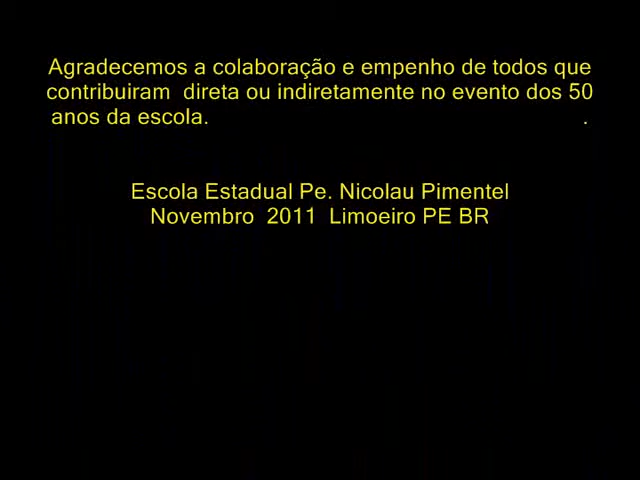 Agradecemos a colaboração e empenho de todos que
contribuiram direta ou indiretamente no evento dos 50
anos da escola. .
Escola Estadual Pe. Nicolau Pimentel
Novembro 2011 Limoeiro PE BR